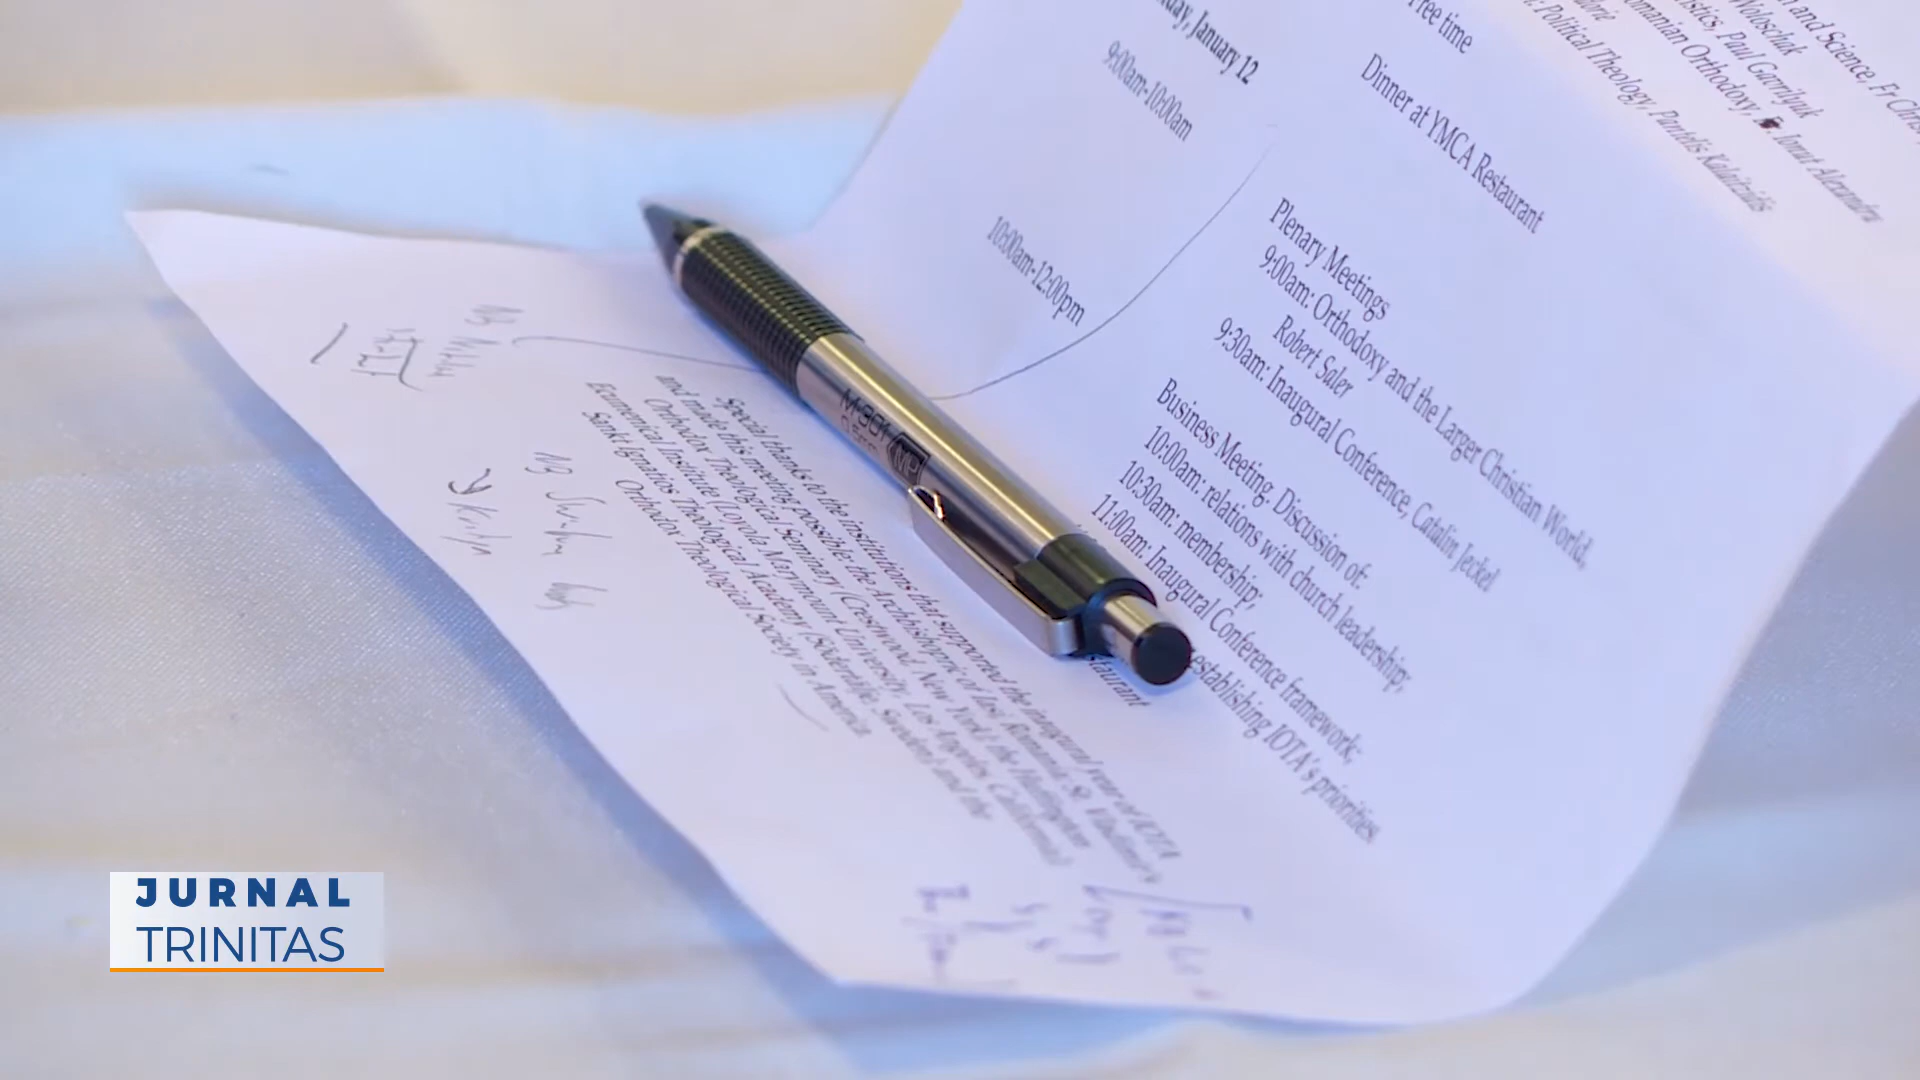 Free time
Dinner at YMCA Restaurant
January 12
9:00am-10:00am
Plenary Meetings
9:00am: Orthodoxy and the Larger Christian World,
Robert Saler
9:30am: Inaugural Conference, Catalin Jeckel
10:00am-12:00pm
Business Meeting. Discussion of:
10:00am: relations with church leadership;
10:30am: membership;
11:00am: Inaugural Conference framework;
establishing IOTA's priorities.
and Science, Fr
Woloschak
Paul Gavrilyuk
Orthodoxy, Ionut Alexandru
Political Theology, Pantelis Kalaitzidis
Special thanks to the institutions that supported the inaugural year of IOTA
and made this meeting possible: the Archbishopric of Iasi, Romania, St. Vladimir's
Orthodox Theological Seminary (Crestwood, New York), the Huffington
Ecumenical Institute (Loyola Marymount University, Los Angeles, California)
Sankt Ignatios Theological Academy (Södertälje, Sweden) and the
Orthodox Theological Society in America.
M-301
JURNAL
TRINITAS